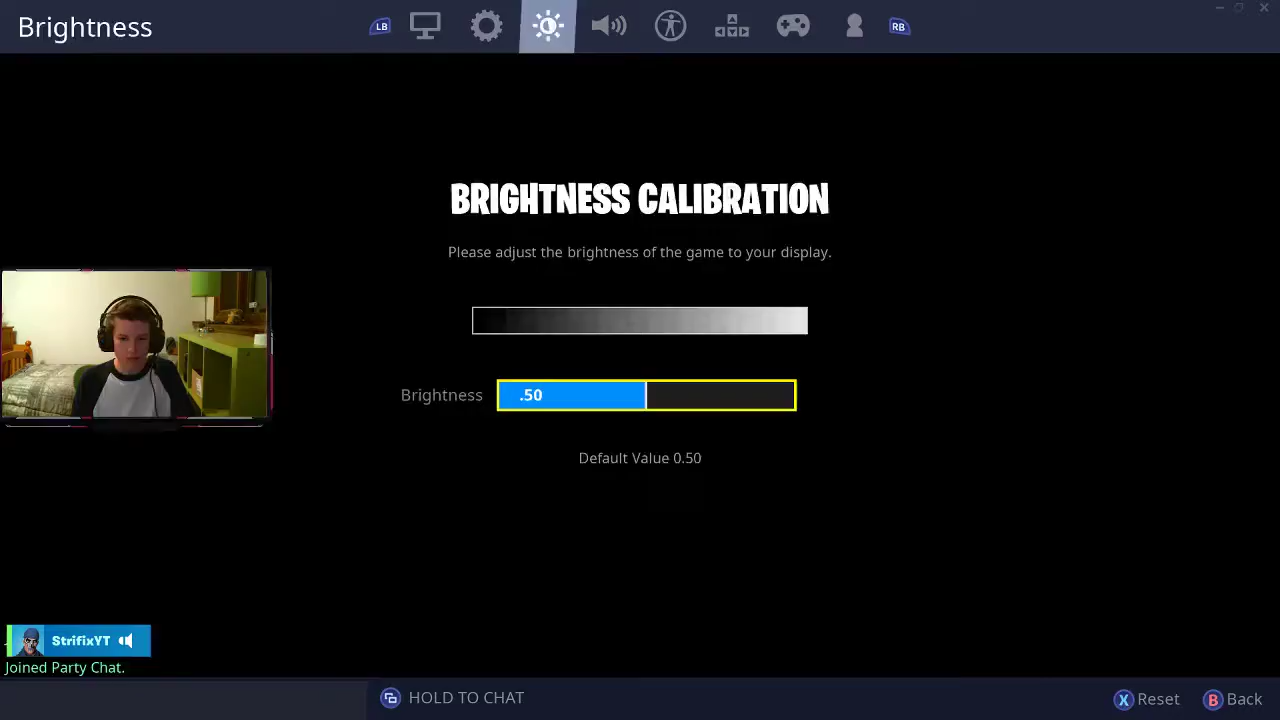 Brightness
LB
RB
BRIGHTNESS CALIBRATION
Please adjust the brightness of the game to your display.
Brightness .50
Default Value 0.50
StrifixYT
Joined Party Chat.
HOLD TO CHAT
X Reset
B Back